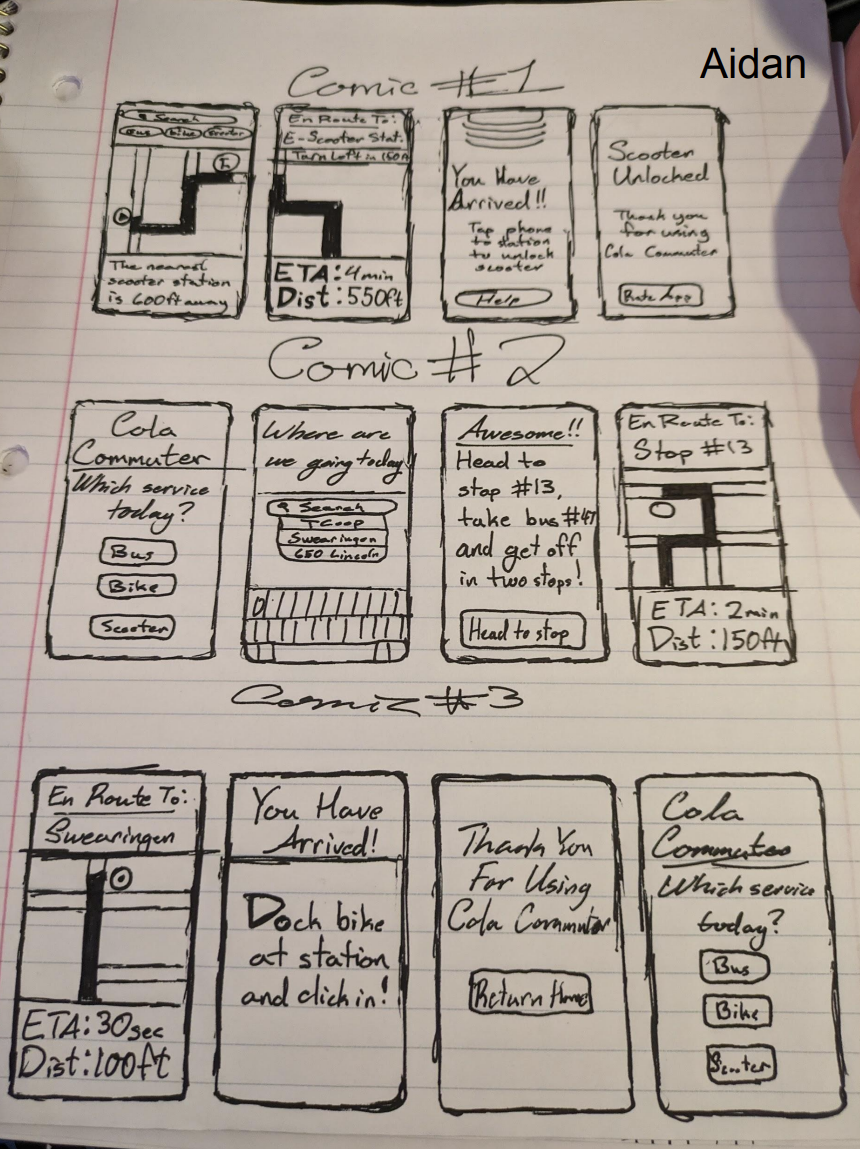 Aidan
Comic #1
Search
Bus bike scooter
The nearest
scooter station
is 600ft away
En Route To:
E-Scooter Stat.
Turn Left in 150ft
ETA: 4min
Dist: 550ft
You Have
Arrived!!
Tap phone
to station
to unlock
scooter
Help
Scooter
Unlocked
Thank you
for using
Cola Commuter
Rate App
Comic #2
Cola
Commuter
Which service
today?
Bus
Bike
Scooter
Where are
we going today
Search
TCoop
Swearingen
650 Lincoln
Awesome!!
Head to
stop #13,
take bus #47
and get off
in two stops!
Head to stop
En Route To:
Stop #13
ETA: 2min
Dist: 150ft
Comic #3
En Route To:
Swearingen
ETA: 30sec
Dist: 100ft
You Have
Arrived!
Dock bike
at station
and click in!
Thank You
For Using
Cola Commuter
Return Home
Cola
Commuter
Which service
today?
Bus
Bike
Scooter